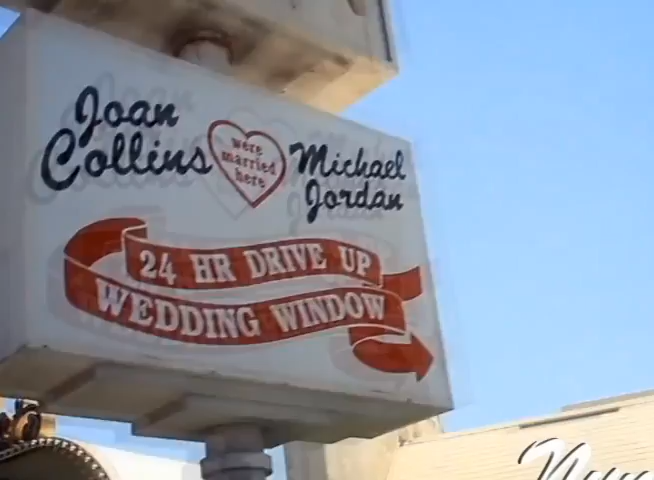 Joan
Collins
were
married
here
Michael
Jordan
24 HR DRIVE UP
WEDDING WINDOW